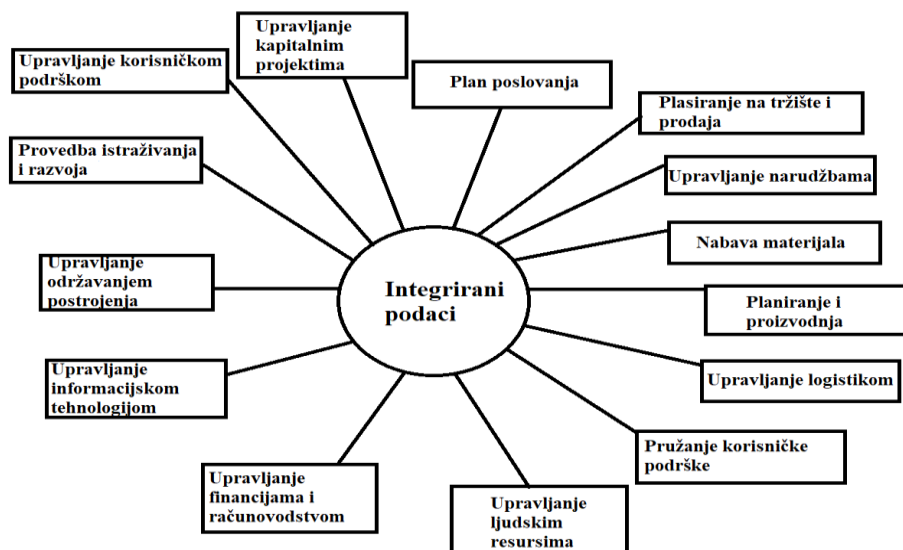 Upravljanje
kapitalnim
projektima
Upravljanje korisničkom
podrškom
Plan poslovanja
Plasiranje na tržište i
prodaja
Provedba istraživanja
i razvoja
Upravljanje narudžbama
Nabava materijala
Upravljanje
održavanjem
postrojenja
Integrirani
podaci
Planiranje i
proizvodnja
Upravljanje
informacijskom
tehnologijom
Upravljanje logistikom
Pružanje korisničke
podrške
Upravljanje
financijama i
računovodstvom
Upravljanje
ljudskim
resursima